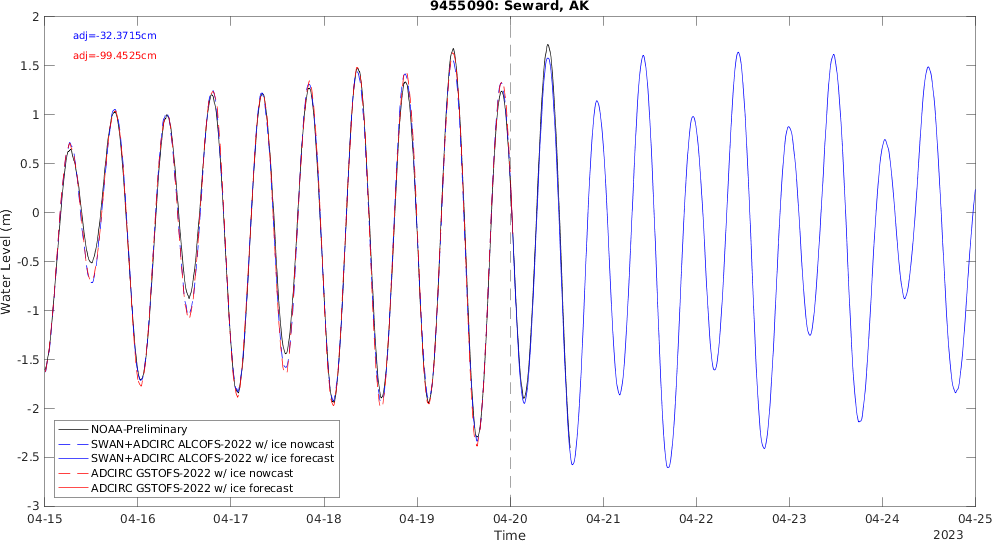 9455090: Seward, AK
adj=-32.3715cm
adj=-99.4525cm
2
1.5
1
0.5
0
-0.5
-1
-1.5
-2
-2.5
-3
Water Level (m)
NOAA-Preliminary
SWAN+ADCIRC ALCOFS-2022 w/ ice nowcast
SWAN+ADCIRC ALCOFS-2022 w/ ice forecast
ADCIRC GSTOFS-2022 w/ ice nowcast
ADCIRC GSTOFS-2022 w/ ice forecast
04-15 04-16 04-17 04-18 04-19 04-20 04-21 04-22 04-23 04-24 04-25
Time
2023